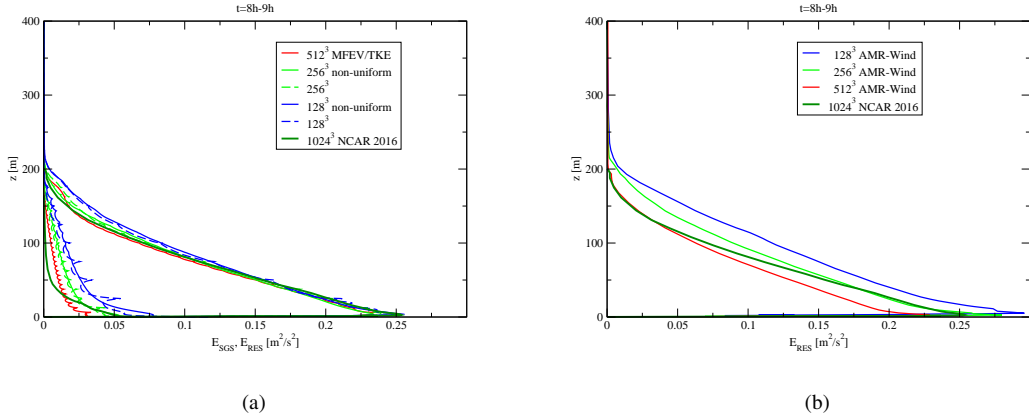 t=8h-9h
400
300
200
100
0
z [m]
512³ MFEV/TKE
256³ non-uniform
256³
128³ non-uniform
128³
1024³ NCAR 2016
0 0.05 0.1 0.15 0.2 0.25
E_SGS, E_RES [m²/s²]
(a)
t=8h-9h
400
300
200
100
0
z [m]
128³ AMR-Wind
256³ AMR-Wind
512³ AMR-Wind
1024³ NCAR 2016
0 0.05 0.1 0.15 0.2 0.25
E_RES [m²/s²]
(b)